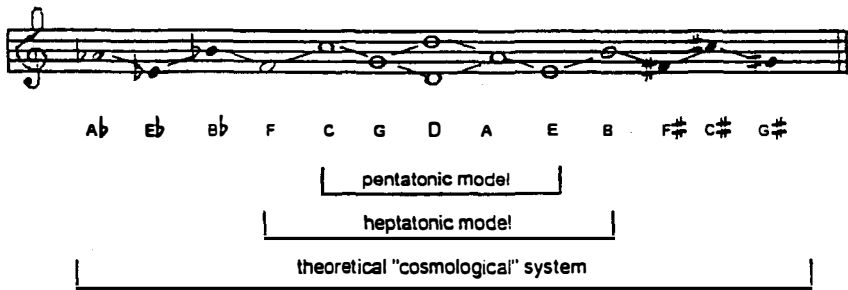 A♭ E♭ B♭ F C G D A E B F# C# G#
pentatonic model
heptatonic model
theoretical "cosmological" system